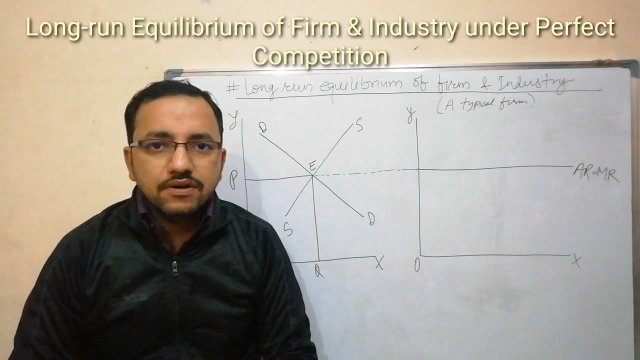 Long-run Equilibrium of Firm & Industry under Perfect
Competition
# Long run equilibrium of firm & Industry
(A typical firm)
Y
D
S
Y
E
P
AR=MR
S
D
Q
X
O
X